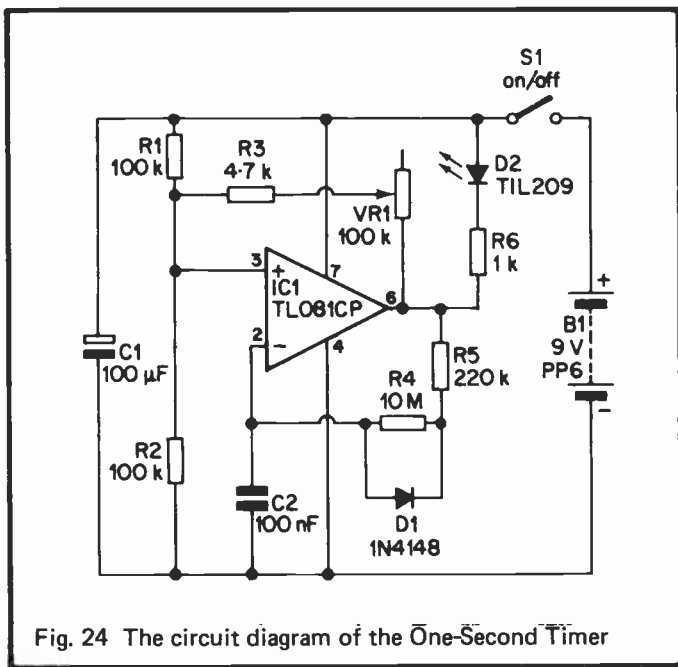 S1
on/off
R1
100 k
R3
4·7 k
D2
TIL209
VR1
100 k
R6
1 k
3
+
7
IC1
TL081CP
6
2
−
4
+
B1
9 V
PP6
−
C1
100 µF
R5
220 k
R4
10 M
R2
100 k
C2
100 nF
D1
1N4148
Fig. 24 The circuit diagram of the One-Second Timer